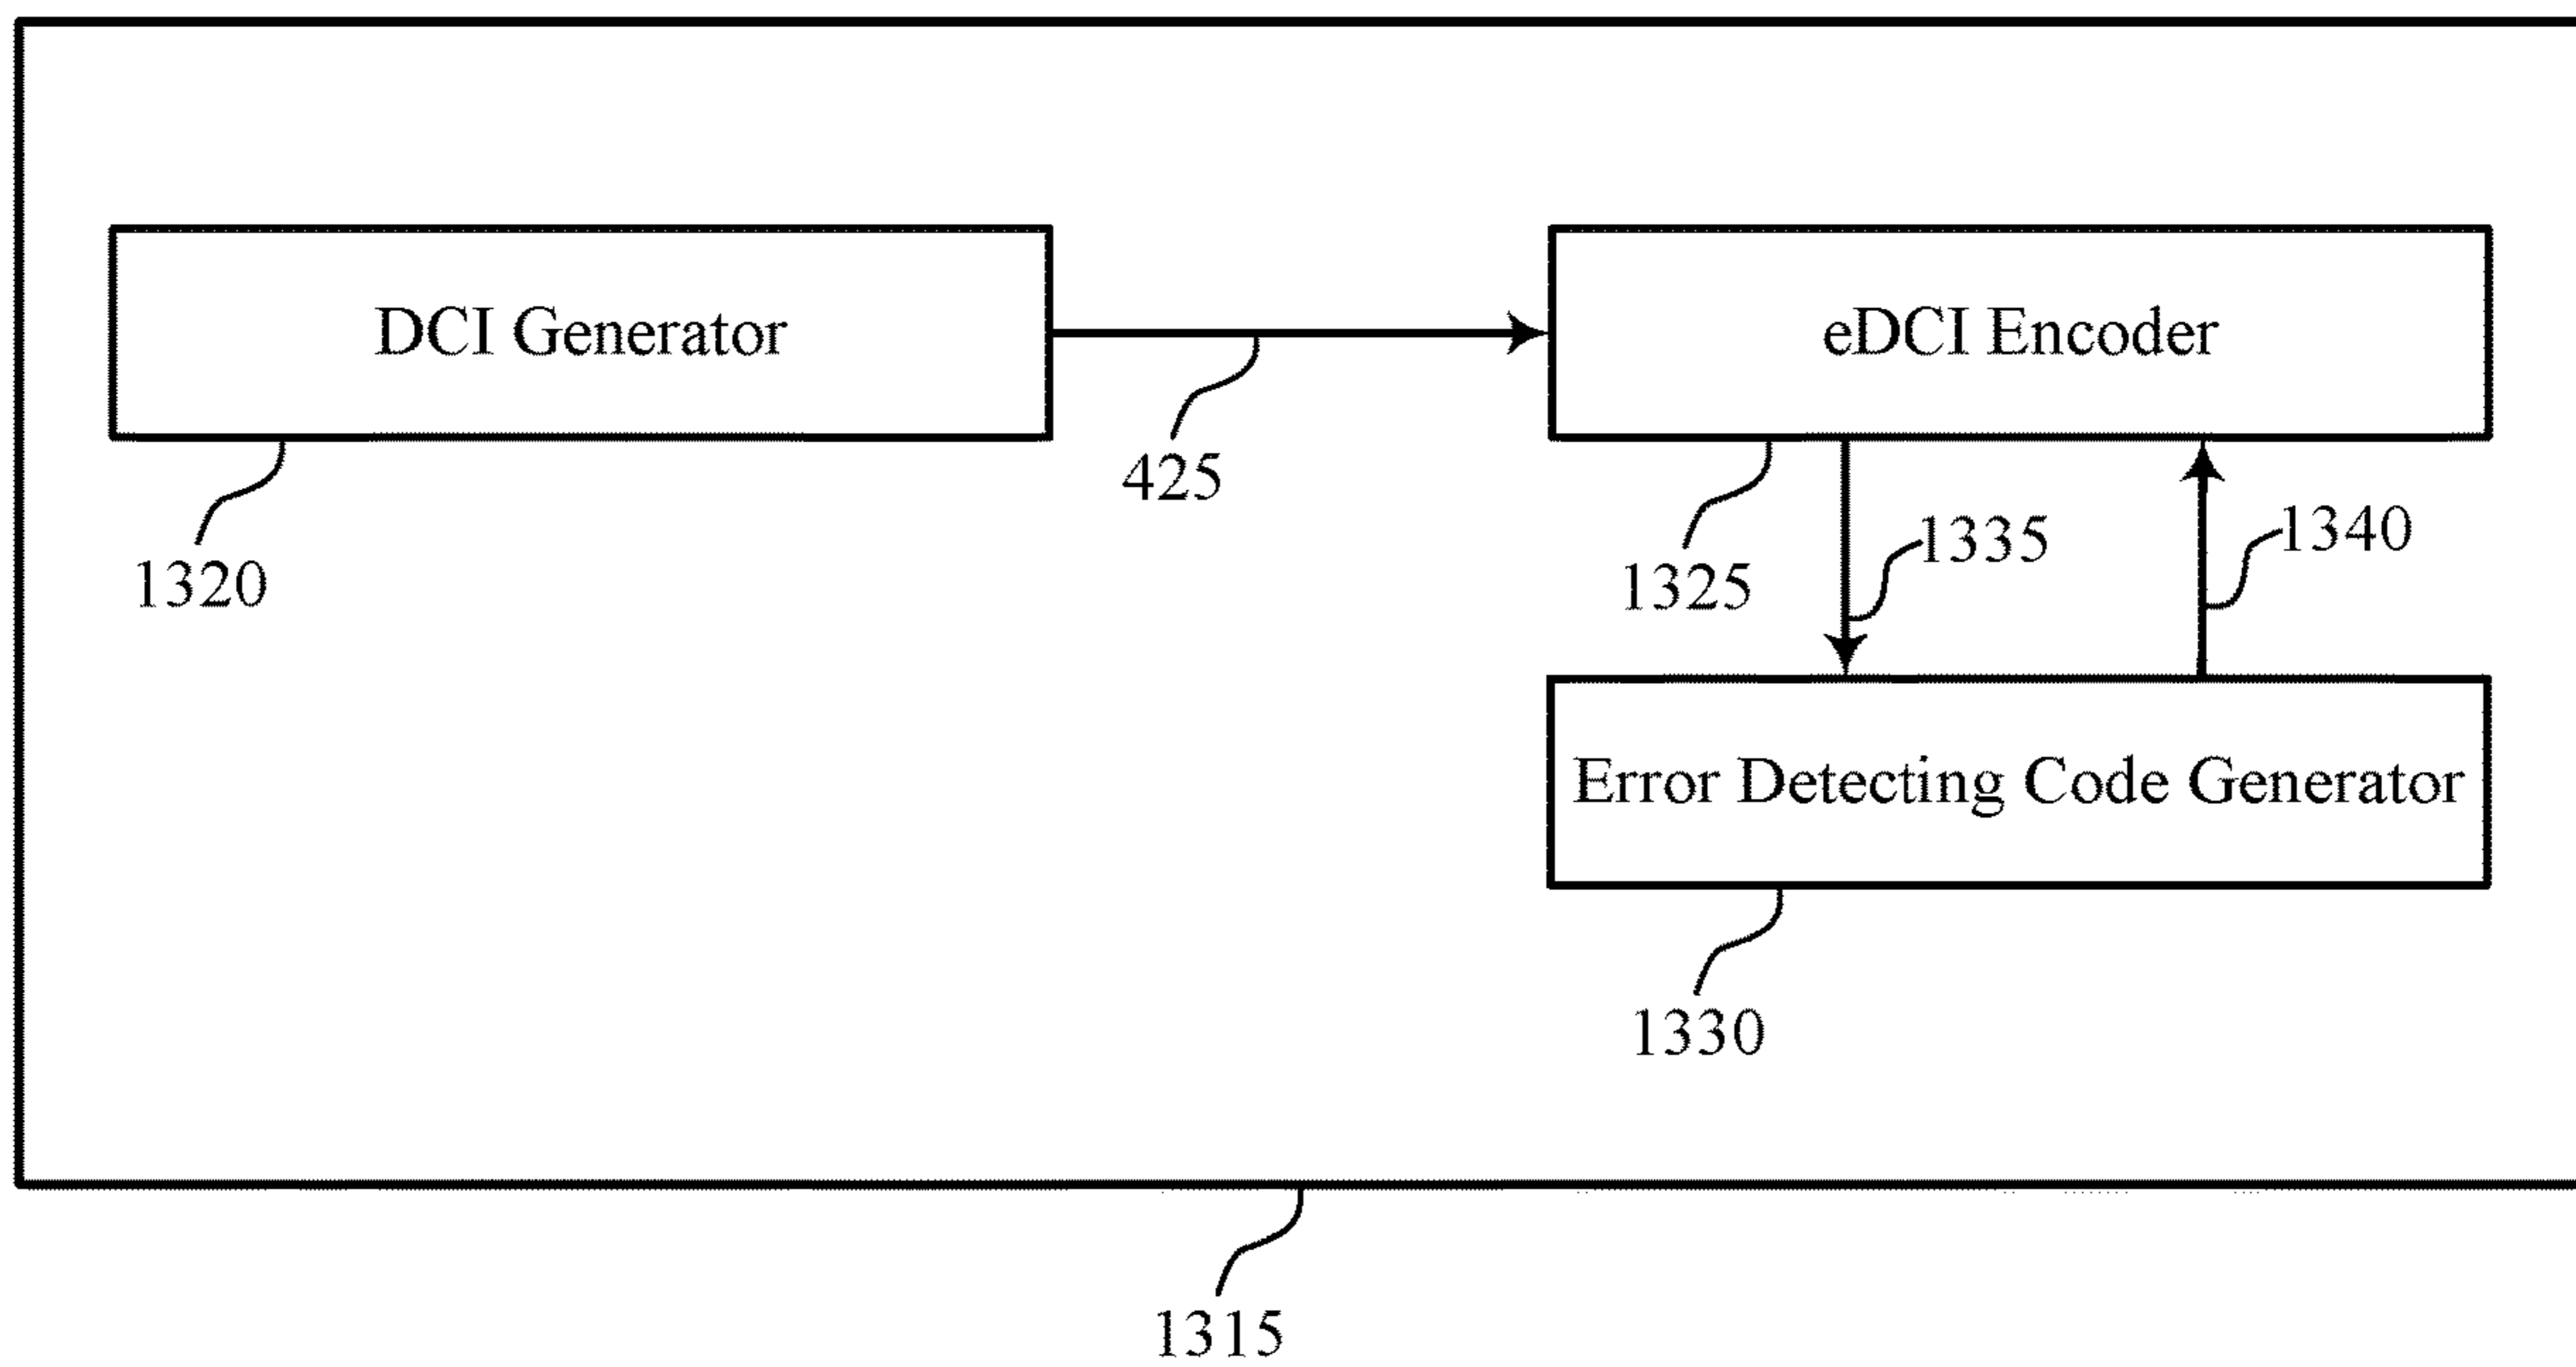 DCI Generator
eDCI Encoder
425
1320
1325
1335
1340
Error Detecting Code Generator
1330
1315